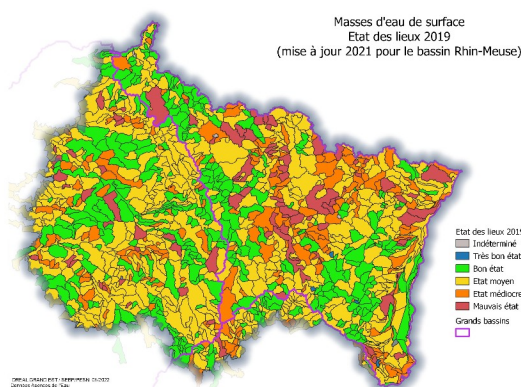 Masses d'eau de surface
Etat des lieux 2019
(mise à jour 2021 pour le bassin Rhin-Meuse)
Etat des lieux 2019
Indéterminé
Très bon état
Bon état
Etat moyen
Etat médiocre
Mauvais état
Grands bassins